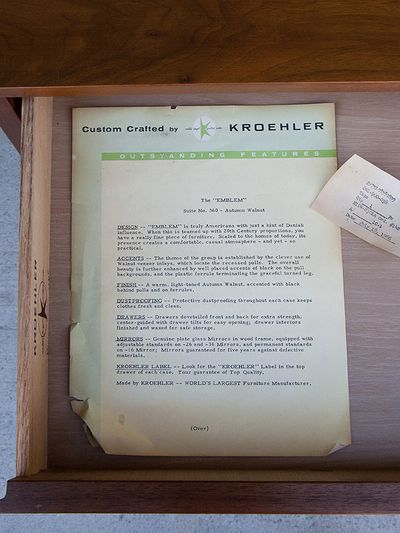 Custom Crafted by KROEHLER
OUTSTANDING FEATURES
The "EMBLEM"
Suite No. 360 - Autumn Walnut
DESIGN -- "EMBLEM" is truly Americana with just a hint of Danish
influence. When this is teamed up with 20th Century proportions, you
have a really fine piece of furniture. Scaled to the homes of today, its
presence creates a comfortable, casual atmosphere - and yet - so
practical.
ACCENTS -- The theme of the group is established by the clever use of
Walnut veneer inlays, which locate the recessed pulls. The overall
beauty is further enhanced by well placed accents of black on the pull
backgrounds, and the plastic ferrule terminating the graceful turned leg.
FINISH -- A warm, light-toned Autumn Walnut, accented with black
behind pulls and on ferrules.
DUSTPROOFING -- Protective dustproofing throughout each case keeps
clothes fresh and clean.
DRAWERS -- Drawers dovetailed front and back for extra strength,
center-guided with drawer tilts for easy opening; drawer interiors
finished and waxed for safe storage.
MIRRORS -- Genuine plate glass Mirrors in wood frame, equipped with
adjustable standards on -26 and -36 Mirrors, and permanent standards
on -16 Mirror; Mirrors guaranteed for five years against defective
materials.
KROEHLER LABEL -- Look for the "KROEHLER" Label in the top
drawer of each case. Your guarantee of Top Quality.
Made by KROEHLER -- WORLD'S LARGEST Furniture Manufacturer.
(Over)